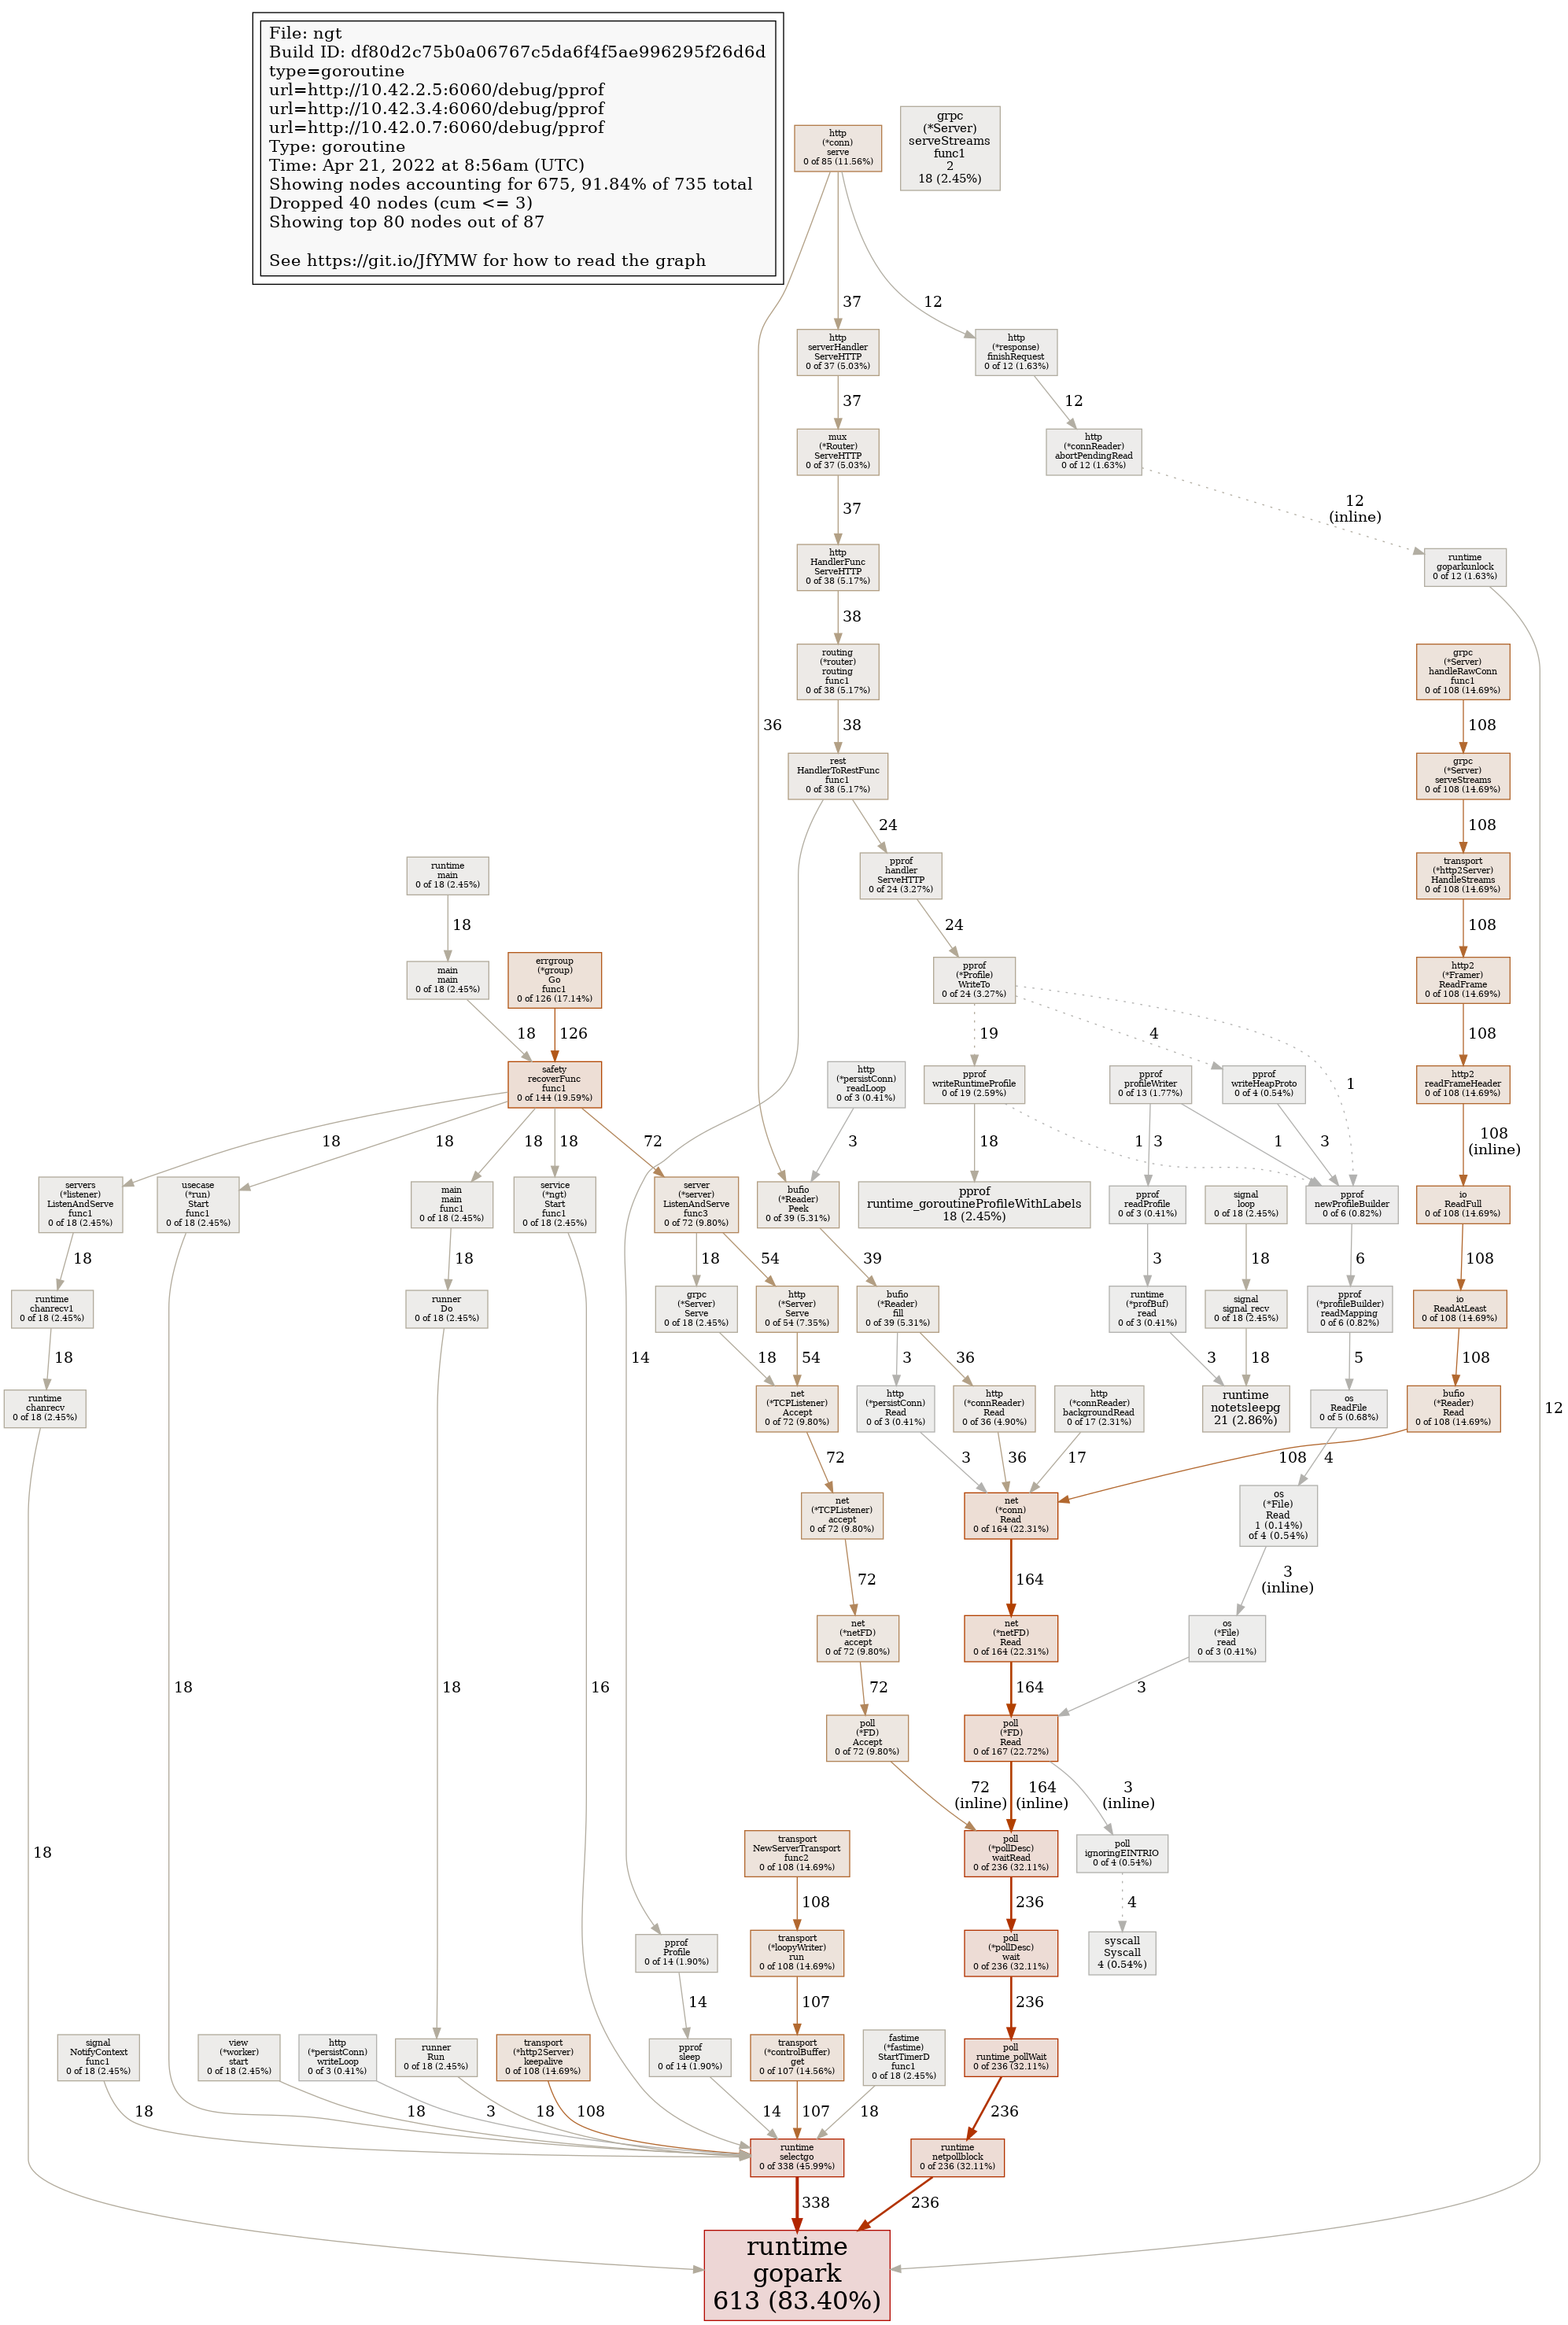 File: ngt
Build ID: df80d2c75b0a06767c5da6f4f5ae996295f26d6d
type=goroutine
url=http://10.42.2.5:6060/debug/pprof
url=http://10.42.3.4:6060/debug/pprof
url=http://10.42.0.7:6060/debug/pprof
Type: goroutine
Time: Apr 21, 2022 at 8:56am (UTC)
Showing nodes accounting for 675, 91.84% of 735 total
Dropped 40 nodes (cum <= 3)
Showing top 80 nodes out of 87
See https://git.io/JfYMW for how to read the graph
http
(*conn)
serve
0 of 85 (11.56%)
grpc
(*Server)
serveStreams
func1
2
18 (2.45%)
37
12
http
serverHandler
ServeHTTP
0 of 37 (5.03%)
http
(*response)
finishRequest
0 of 12 (1.63%)
37
12
mux
(*Router)
ServeHTTP
0 of 37 (5.03%)
http
(*connReader)
abortPendingRead
0 of 12 (1.63%)
37
12
(inline)
http
HandlerFunc
ServeHTTP
0 of 38 (5.17%)
runtime
goparkunlock
0 of 12 (1.63%)
38
routing
(*router)
routing
func1
0 of 38 (5.17%)
grpc
(*Server)
handleRawConn
func1
0 of 108 (14.69%)
36
38
108
rest
HandlerToRestFunc
func1
0 of 38 (5.17%)
grpc
(*Server)
serveStreams
0 of 108 (14.69%)
24
108
runtime
main
0 of 18 (2.45%)
pprof
handler
ServeHTTP
0 of 24 (3.27%)
transport
(*http2Server)
HandleStreams
0 of 108 (14.69%)
18
24
108
main
main
0 of 18 (2.45%)
errgroup
(*group)
Go
func1
0 of 126 (17.14%)
pprof
(*Profile)
WriteTo
0 of 24 (3.27%)
http2
(*Framer)
ReadFrame
0 of 108 (14.69%)
18
126
19
4
1
108
safety
recoverFunc
func1
0 of 144 (19.59%)
http
(*persistConn)
readLoop
0 of 3 (0.41%)
pprof
writeRuntimeProfile
0 of 19 (2.59%)
pprof
profileWriter
0 of 13 (1.77%)
pprof
writeHeapProto
0 of 4 (0.54%)
http2
readFrameHeader
0 of 108 (14.69%)
18
18
18
18
72
3
18
1
3
1
3
108
(inline)
servers
(*listener)
ListenAndServe
func1
0 of 18 (2.45%)
usecase
(*run)
Start
func1
0 of 18 (2.45%)
main
main
func1
0 of 18 (2.45%)
service
(*ngt)
Start
func1
0 of 18 (2.45%)
server
(*server)
ListenAndServe
func3
0 of 72 (9.80%)
bufio
(*Reader)
Peek
0 of 39 (5.31%)
pprof
runtime_goroutineProfileWithLabels
18 (2.45%)
pprof
readProfile
0 of 3 (0.41%)
signal
loop
0 of 18 (2.45%)
pprof
newProfileBuilder
0 of 6 (0.82%)
io
ReadFull
0 of 108 (14.69%)
18
18
18
54
39
3
18
6
108
runtime
chanrecv1
0 of 18 (2.45%)
runner
Do
0 of 18 (2.45%)
grpc
(*Server)
Serve
0 of 18 (2.45%)
http
(*Server)
Serve
0 of 54 (7.35%)
bufio
(*Reader)
fill
0 of 39 (5.31%)
runtime
(*profBuf)
read
0 of 3 (0.41%)
signal
signal_recv
0 of 18 (2.45%)
pprof
(*profileBuilder)
readMapping
0 of 6 (0.82%)
io
ReadAtLeast
0 of 108 (14.69%)
18
14
18
54
3
36
3
18
5
108
runtime
chanrecv
0 of 18 (2.45%)
net
(*TCPListener)
Accept
0 of 72 (9.80%)
http
(*persistConn)
Read
0 of 3 (0.41%)
http
(*connReader)
Read
0 of 36 (4.90%)
http
(*connReader)
backgroundRead
0 of 17 (2.31%)
runtime
notetsleepg
21 (2.86%)
os
ReadFile
0 of 5 (0.68%)
bufio
(*Reader)
Read
0 of 108 (14.69%)
12
72
3
36
17
108
4
net
(*TCPListener)
accept
0 of 72 (9.80%)
net
(*conn)
Read
0 of 164 (22.31%)
os
(*File)
Read
1 (0.14%)
of 4 (0.54%)
72
164
3
(inline)
net
(*netFD)
accept
0 of 72 (9.80%)
net
(*netFD)
Read
0 of 164 (22.31%)
os
(*File)
read
0 of 3 (0.41%)
18
18
16
72
164
3
poll
(*FD)
Accept
0 of 72 (9.80%)
poll
(*FD)
Read
0 of 167 (22.72%)
72
(inline)
164
(inline)
3
(inline)
18
transport
NewServerTransport
func2
0 of 108 (14.69%)
poll
(*pollDesc)
waitRead
0 of 236 (32.11%)
poll
ignoringEINTRIO
0 of 4 (0.54%)
108
236
4
pprof
Profile
0 of 14 (1.90%)
transport
(*loopyWriter)
run
0 of 108 (14.69%)
poll
(*pollDesc)
wait
0 of 236 (32.11%)
syscall
Syscall
4 (0.54%)
14
107
236
signal
NotifyContext
func1
0 of 18 (2.45%)
view
(*worker)
start
0 of 18 (2.45%)
http
(*persistConn)
writeLoop
0 of 3 (0.41%)
runner
Run
0 of 18 (2.45%)
transport
(*http2Server)
keepalive
0 of 108 (14.69%)
pprof
sleep
0 of 14 (1.90%)
transport
(*controlBuffer)
get
0 of 107 (14.56%)
fastime
(*fastime)
StartTimerD
func1
0 of 18 (2.45%)
poll
runtime_pollWait
0 of 236 (32.11%)
18
18
3
18
108
14
107
18
236
runtime
selectgo
0 of 338 (45.99%)
runtime
netpollblock
0 of 236 (32.11%)
338
236
runtime
gopark
613 (83.40%)